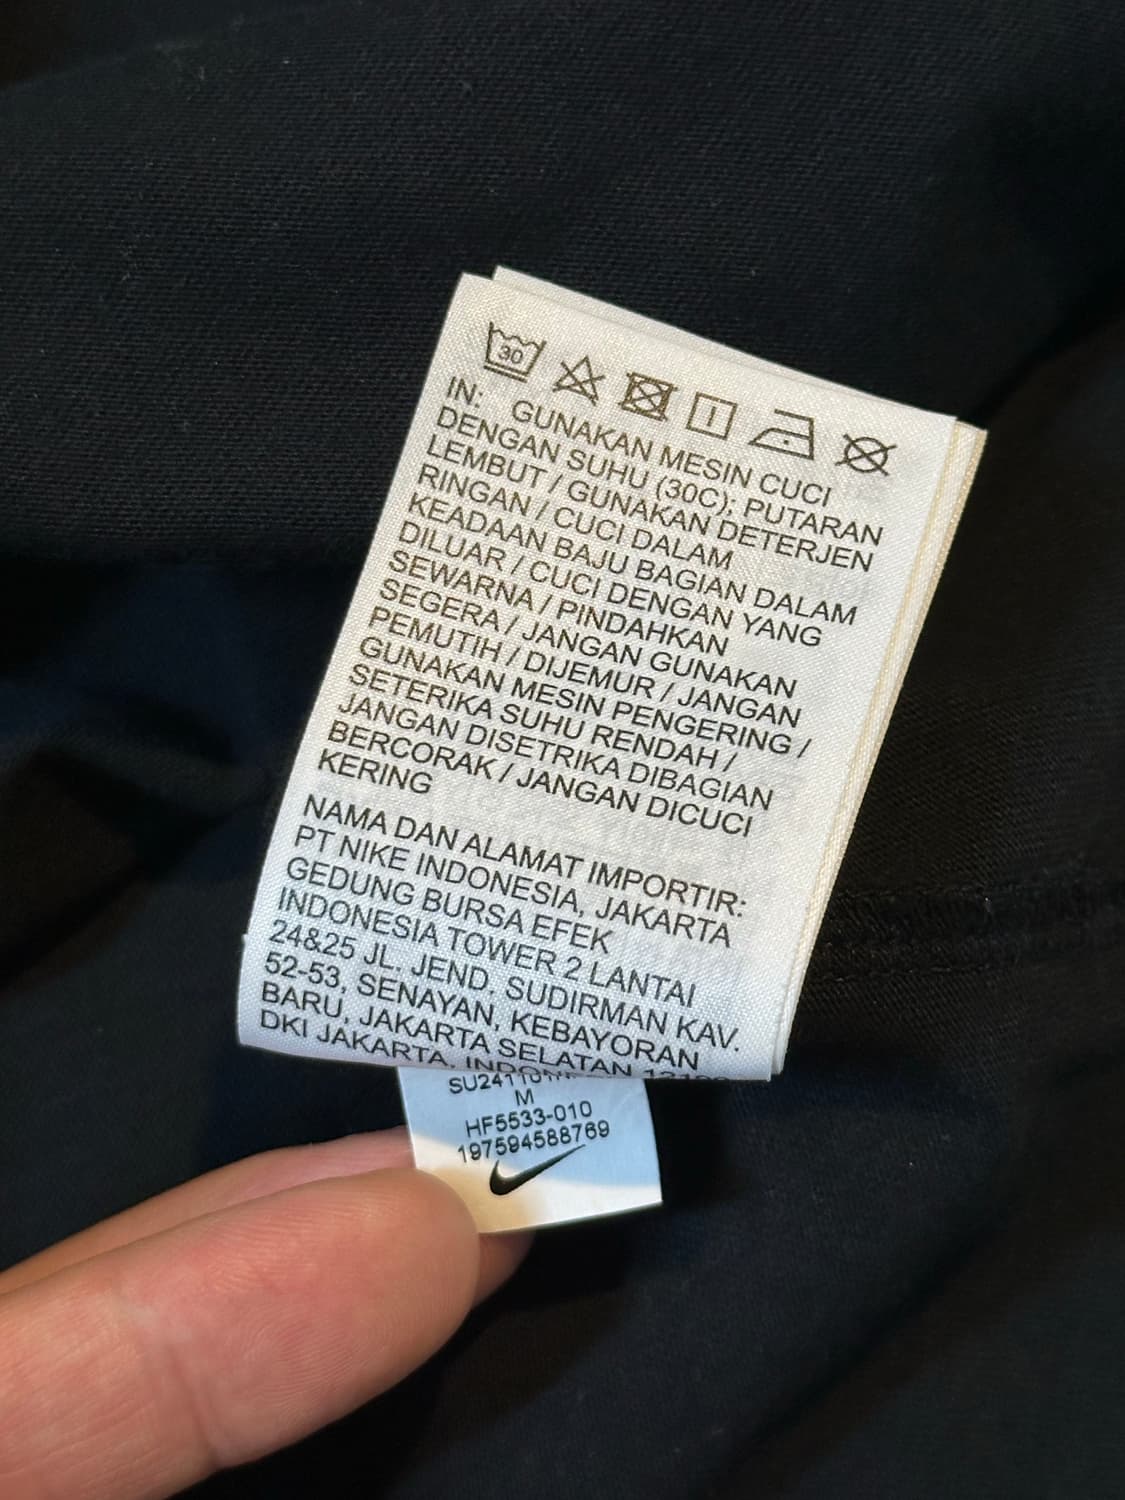 30
IN: GUNAKAN MESIN CUCI
DENGAN SUHU (30C); PUTARAN
LEMBUT / GUNAKAN DETERJEN
RINGAN / CUCI DALAM
KEADAAN BAJU BAGIAN DALAM
DILUAR / CUCI DENGAN YANG
SEWARNA / PINDAHKAN
SEGERA / JANGAN GUNAKAN
PEMUTIH / DIJEMUR / JANGAN
GUNAKAN MESIN PENGERING /
SETERIKA SUHU RENDAH /
JANGAN DISETRIKA DIBAGIAN
BERCORAK / JANGAN DICUCI
KERING
NAMA DAN ALAMAT IMPORTIR:
PT NIKE INDONESIA, JAKARTA
GEDUNG BURSA EFEK
INDONESIA TOWER 2 LANTAI
24&25 JL. JEND. SUDIRMAN KAV.
52-53, SENAYAN, KEBAYORAN
BARU, JAKARTA SELATAN
DKI JAKARTA,
M
HF5533-010
197594588769